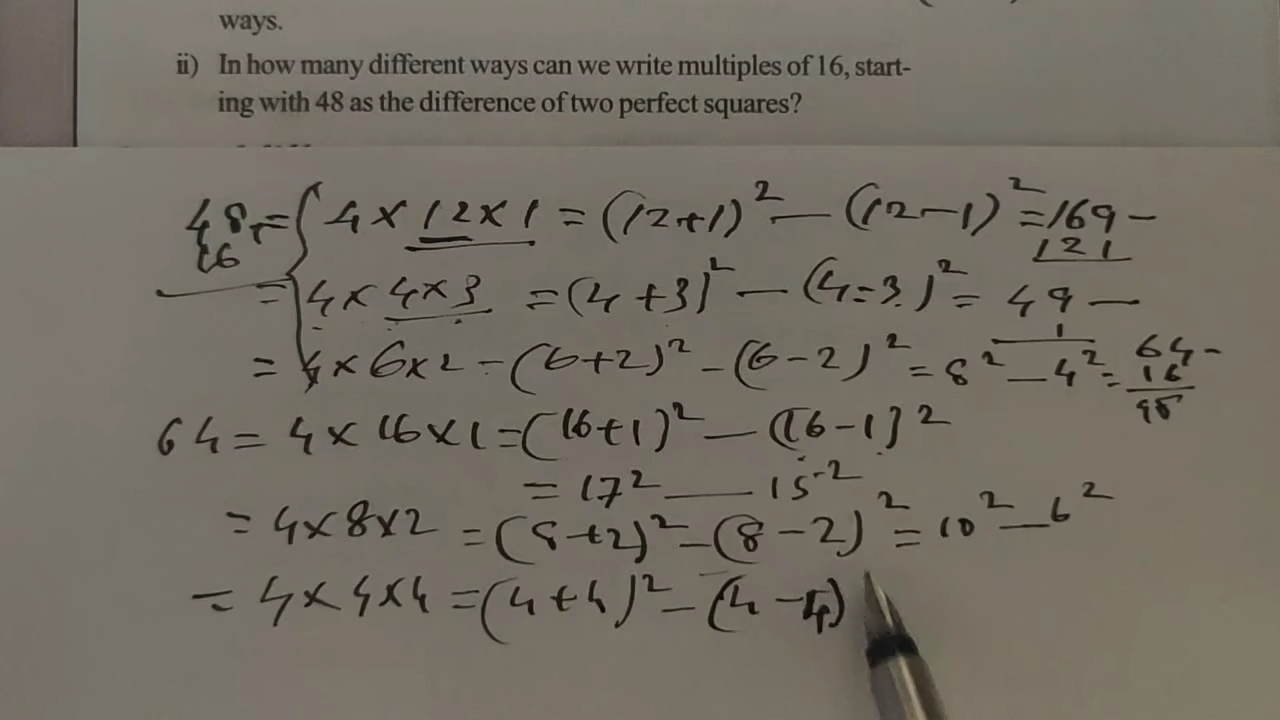 ways.
ii) In how many different ways can we write multiples of 16, start-
ing with 48 as the difference of two perfect squares?
48 = 4 × 12 × 1 = (12+1)² — (12-1)² = 169 -
16 121
= 4 × 4 × 3 = (4+3)² — (4-3)² = 49 —
1
= 4 × 6 × 2 - (6+2)² - (6-2)² = 8² - 4² = 64 -
16
48
64 = 4 × 16 × 1 = (16+1)² — (16-1)²
= 17² — 15²
= 4 × 8 × 2 = (8+2)² - (8-2)² = 10² - 6²
= 4 × 4 × 4 = (4+4)² - (4-4)